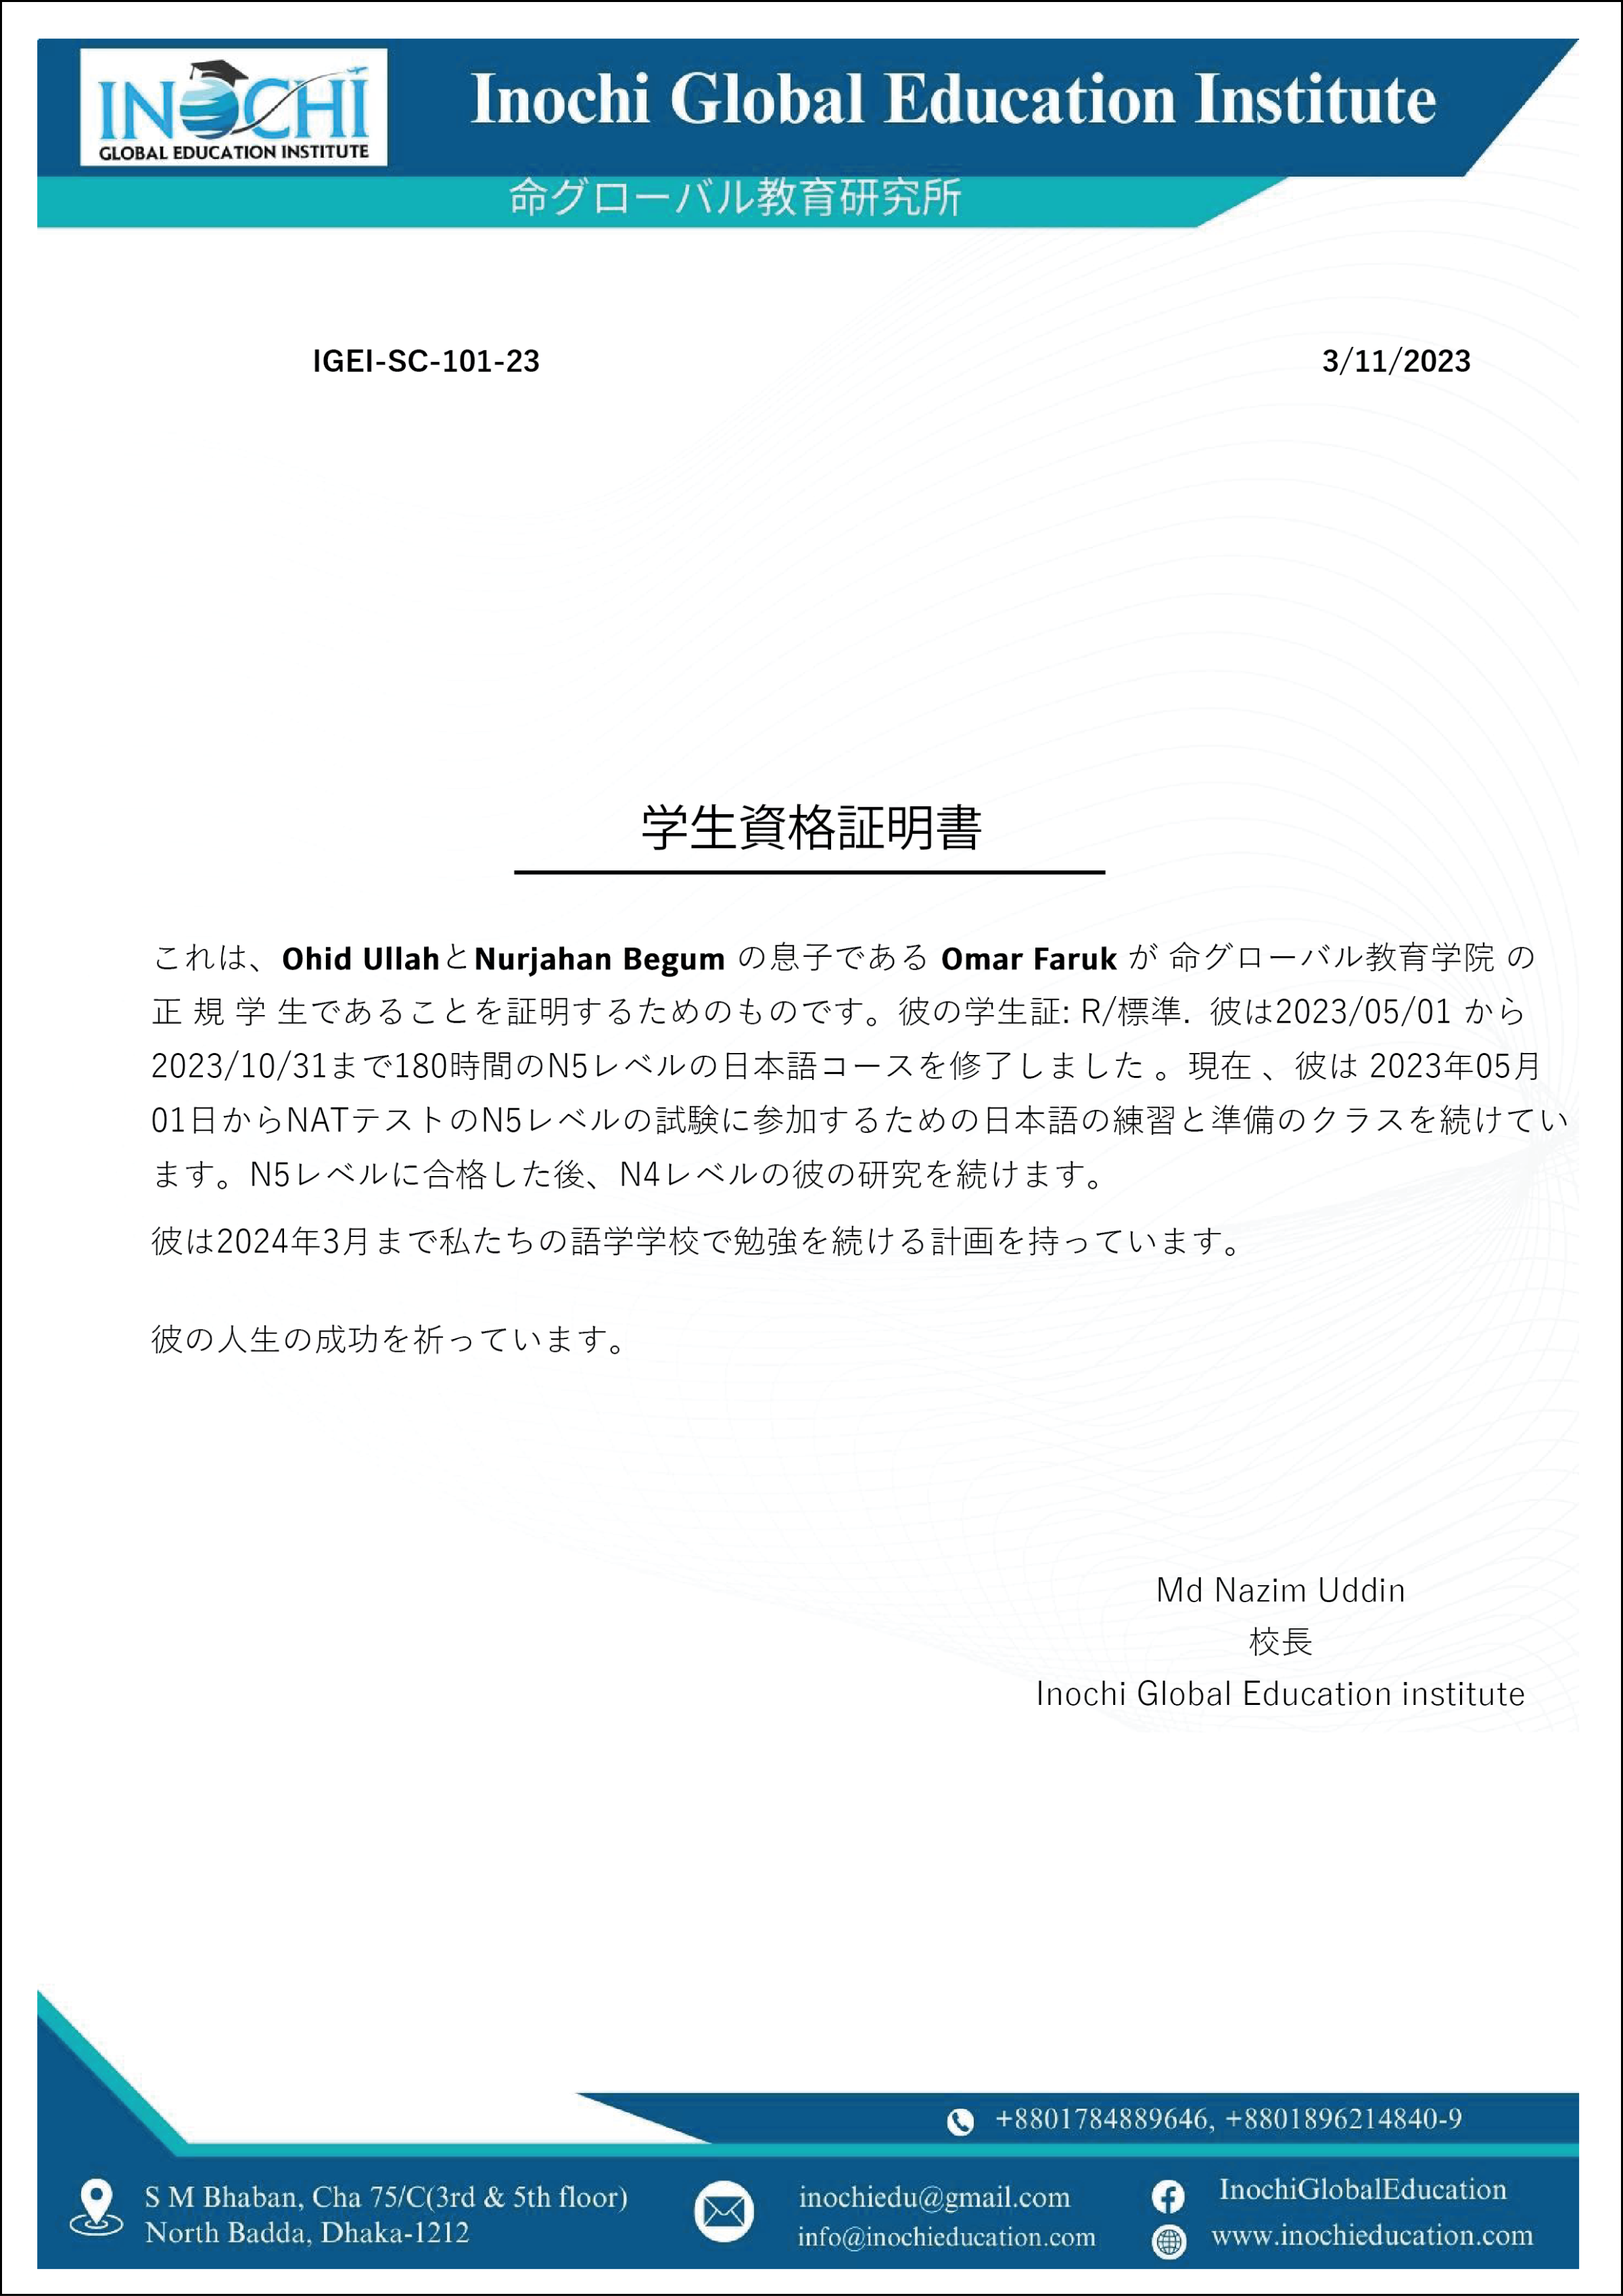 INOCHI
GLOBAL EDUCATION INSTITUTE
Inochi Global Education Institute
命グローバル教育研究所
IGEI-SC-101-23
3/11/2023
学生資格証明書
これは、Ohid UllahとNurjahan Begum の息子である Omar Faruk が 命グローバル教育学院 の
正 規 学 生であることを証明するためのものです。彼の学生証: R/標準. 彼は2023/05/01 から
2023/10/31まで180時間のN5レベルの日本語コースを修了しました 。現在 、彼は 2023年05月
01日からNATテストのN5レベルの試験に参加するための日本語の練習と準備のクラスを続けてい
ます。N5レベルに合格した後、N4レベルの彼の研究を続けます。
彼は2024年3月まで私たちの語学学校で勉強を続ける計画を持っています。
彼の人生の成功を祈っています。
Md Nazim Uddin
校長
Inochi Global Education institute
+8801784889646, +8801896214840-9
S M Bhaban, Cha 75/C(3rd & 5th floor)
North Badda, Dhaka-1212
inochiedu@gmail.com
info@inochieducation.com
InochiGlobalEducation
www.inochieducation.com